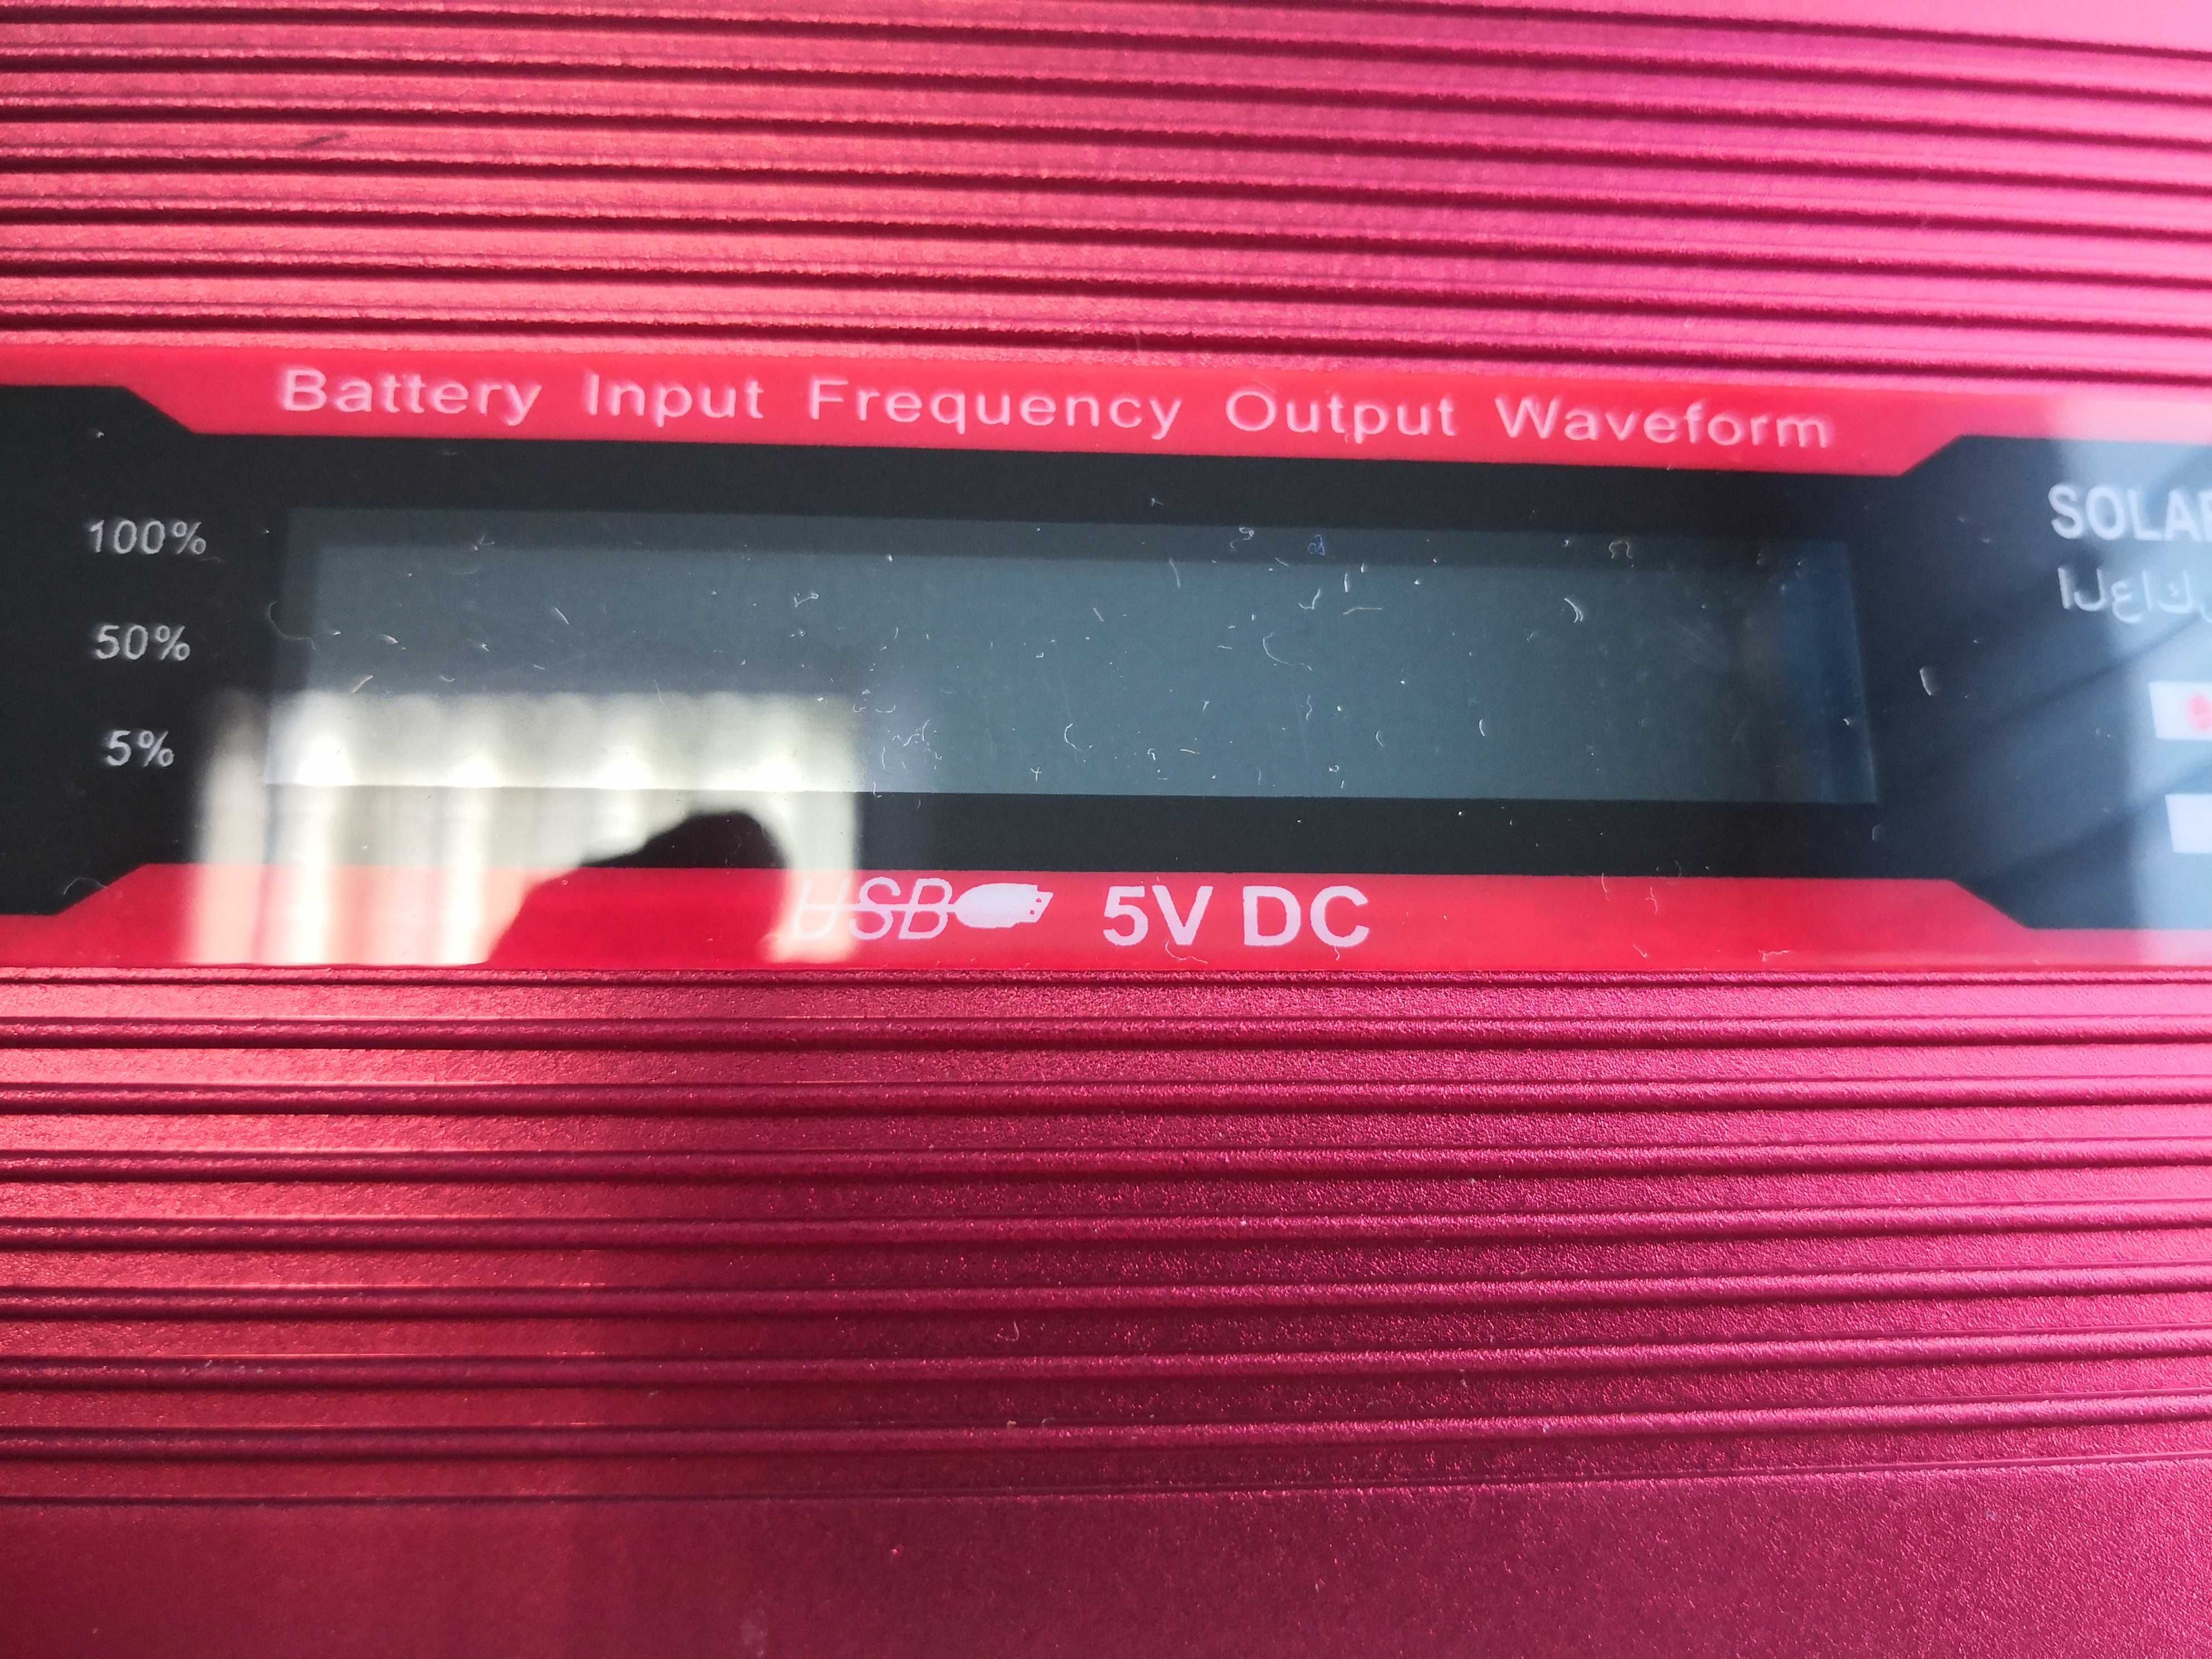 Battery Input Frequency Output Waveform
100%
50%
5%
USB 5V DC